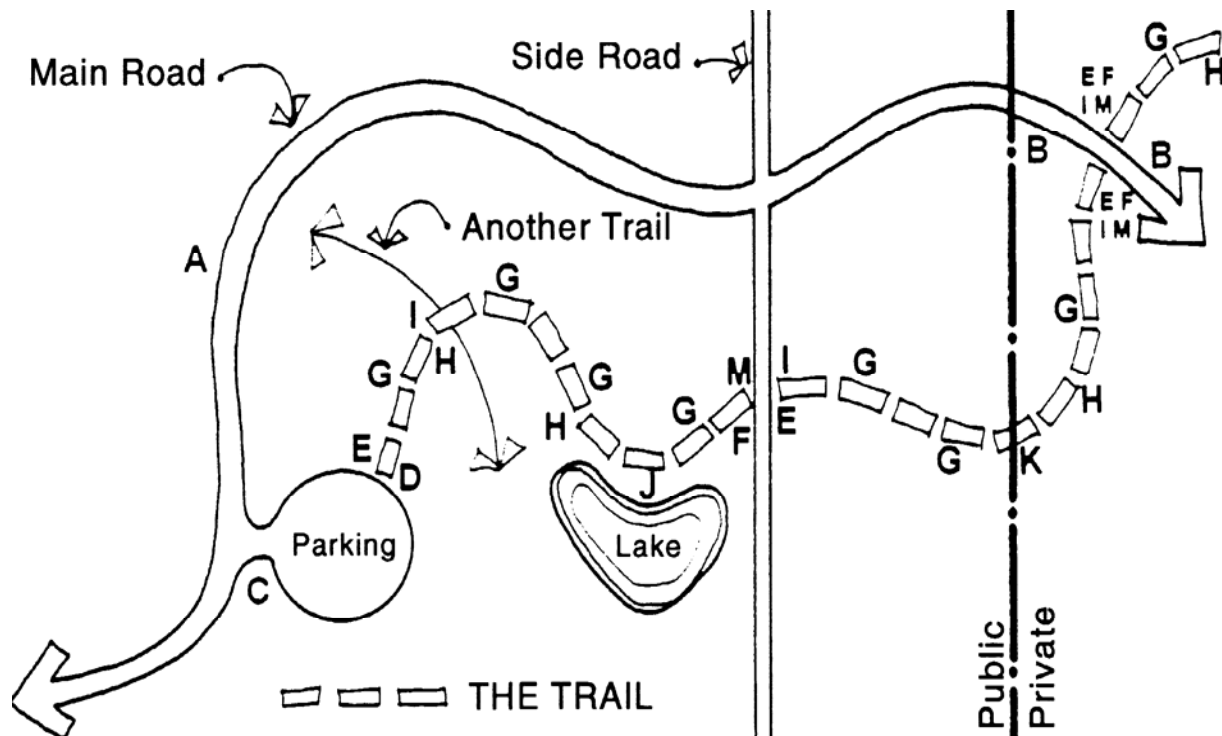 G
H
Side Road
Main Road
E F
I M
B
B
E F
I M
A
Another Trail
G
I
H
G
G
G
H
M
I
G
G
F
E
H
G
K
E
D
J
Parking
Lake
C
Public
Private
THE TRAIL